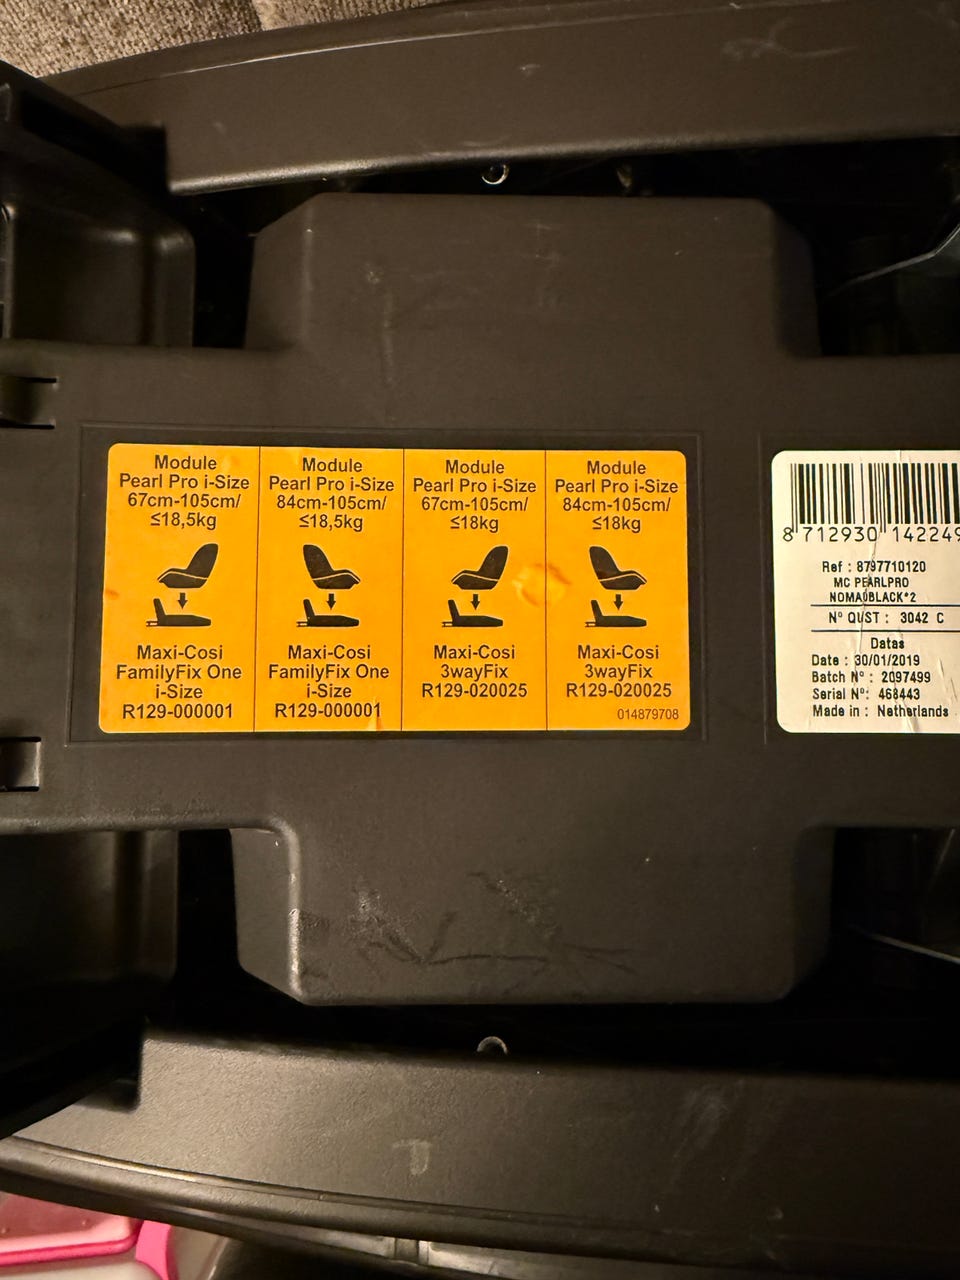 Module
Pearl Pro i-Size
67cm-105cm/
≤18,5kg
Maxi-Cosi
FamilyFix One
i-Size
R129-000001
Module
Pearl Pro i-Size
84cm-105cm/
≤18,5kg
Maxi-Cosi
FamilyFix One
i-Size
R129-000001
Module
Pearl Pro i-Size
67cm-105cm/
≤18kg
Maxi-Cosi
3wayFix
R129-020025
Module
Pearl Pro i-Size
84cm-105cm/
≤18kg
Maxi-Cosi
3wayFix
R129-020025
014879708
8 712930 142249
Ref : 8797710120
MC PEARLPRO
NOMADBLACK*2
Nº QUST : 3042 C
Datas
Date : 30/01/2019
Batch Nº : 2097499
Serial Nº: 468443
Made in : Netherlands